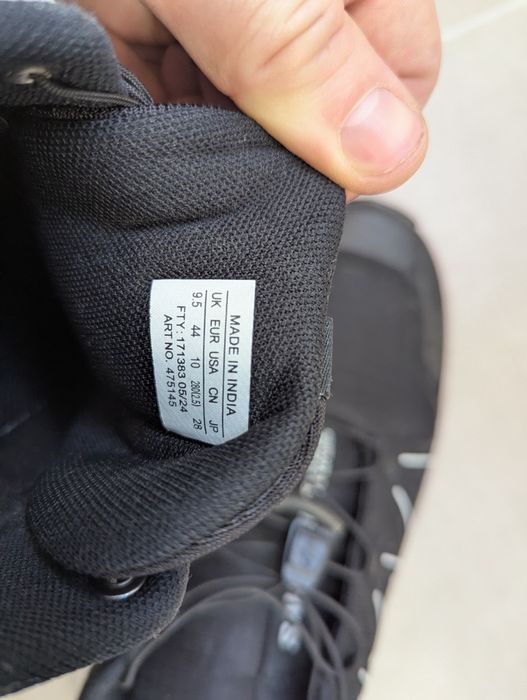 MADE IN INDIA
UK EUR USA CN JP
9.5 44 10 280(2.5) 28
FTY:171383 05/24
ART NO. 475145